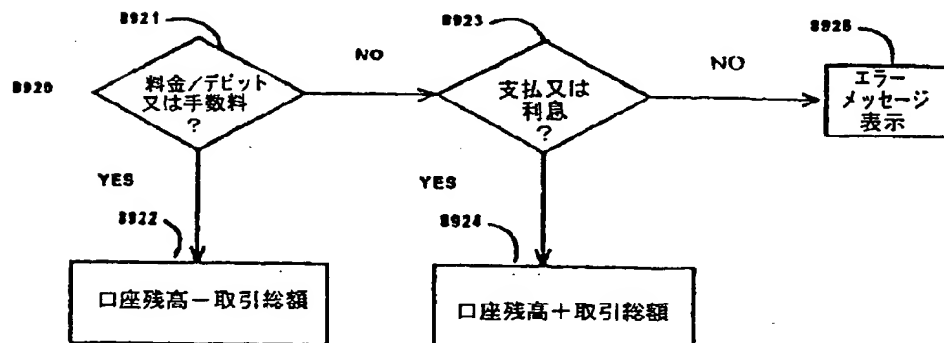 8921
8923
8925
8920
料金/デビット
又は手数料
?
NO
支払又は
利息
?
NO
エラー
メッセージ
表示
YES
YES
8922
8924
口座残高-取引総額
口座残高+取引総額